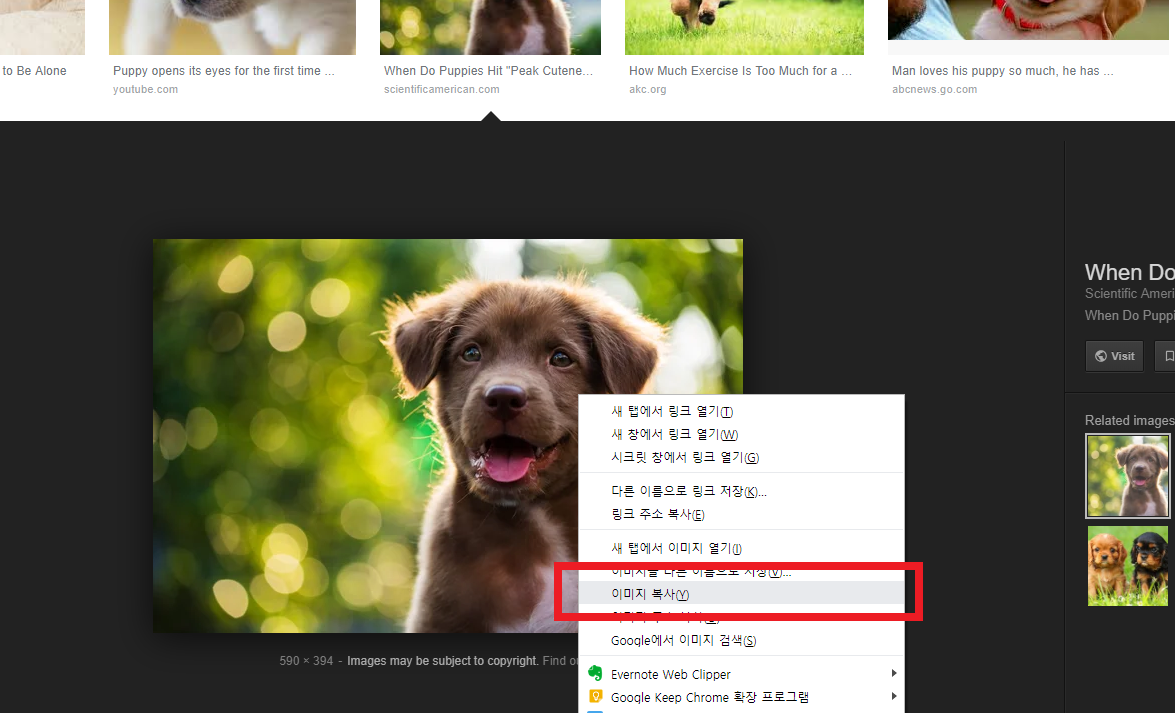 to Be Alone
Puppy opens its eyes for the first time ...
When Do Puppies Hit "Peak Cutene...
How Much Exercise Is Too Much for a ...
Man loves his puppy so much, he has ...
youtube.com
scientificamerican.com
akc.org
abcnews.go.com
When Do
Scientific Ameri
When Do Puppi
Visit
Related images
새 탭에서 링크 열기(T)
새 창에서 링크 열기(W)
시크릿 창에서 링크 열기(G)
다른 이름으로 링크 저장(K)...
링크 주소 복사(E)
새 탭에서 이미지 열기(I)
이미지를 다른 이름으로 저장(V)...
이미지 복사(Y)
Google에서 이미지 검색(S)
Evernote Web Clipper
Google Keep Chrome 확장 프로그램
590 × 394 - Images may be subject to copyright. Find ou